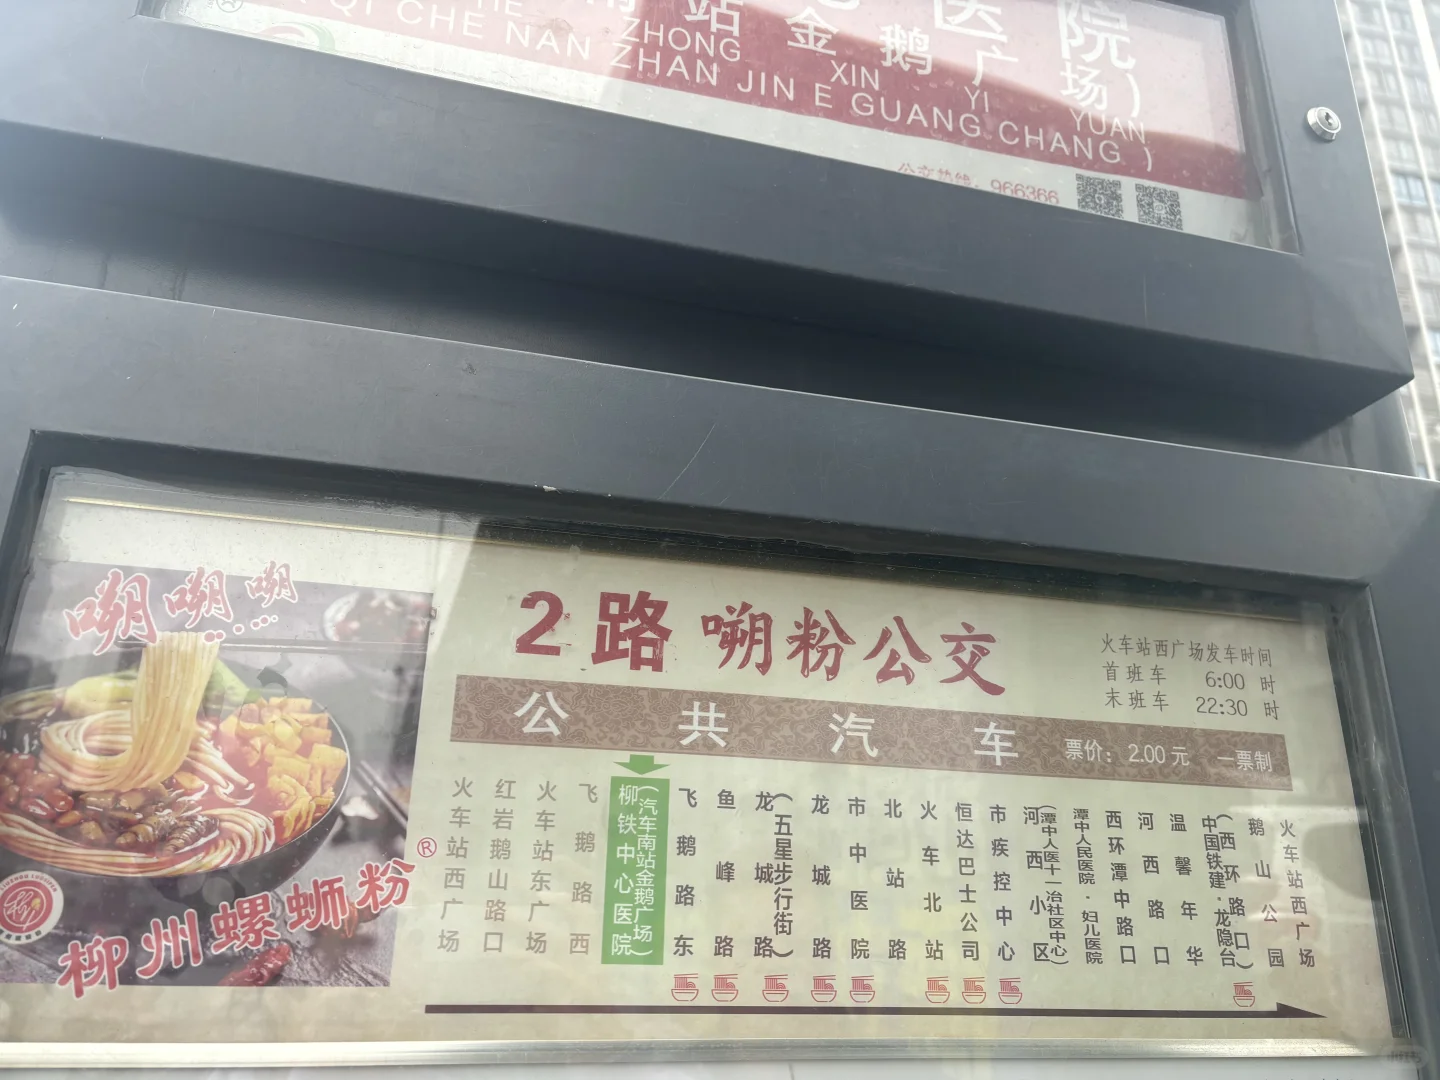 站 医院
ZHONG XIN YI YUAN
金鹅广场)
QI CHE NAN ZHAN JIN E GUANG CHANG )
公交热线: 966366
嗍嗍嗍
柳州螺蛳粉®
2路 嗍粉公交
火车站西广场发车时间
首班车 6:00 时
末班车 22:30 时
公共汽车 票价: 2.00元 一票制
火车站西广场
红岩鹅山路口
火车站东广场
飞鹅路西
柳铁中心医院
(汽车南站金鹅广场)
飞鹅路东
鱼峰路
龙城路
(五星步行街)
龙城路
市中医院
北站路
火车北站
恒达巴士公司
市疾控中心
河西小区
(潭中人医十一冶社区中心)
潭中人民医院·妇儿医院
西环潭中路口
河西路口
温馨年华
中国铁建·龙隐台
(西环路口)
鹅山公园
火车站西广场